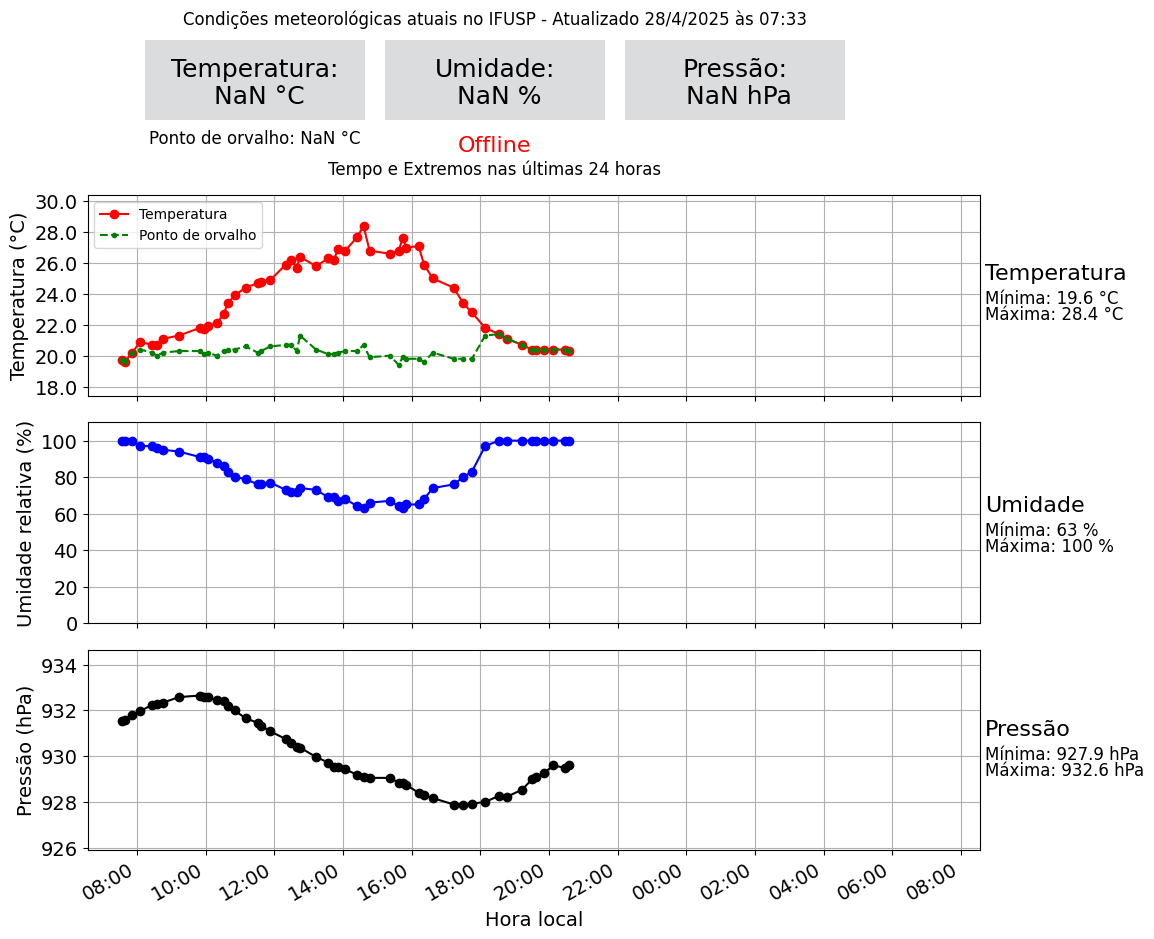 Condições meteorológicas atuais no IFUSP - Atualizado 28/4/2025 às 07:33
Temperatura:
NaN °C
Umidade:
NaN %
Pressão:
NaN hPa
Ponto de orvalho: NaN °C
Offline
Tempo e Extremos nas últimas 24 horas
Temperatura (°C)
30.0
28.0
26.0
24.0
22.0
20.0
18.0
Temperatura
Ponto de orvalho
Temperatura
Mínima: 19.6 °C
Máxima: 28.4 °C
Umidade relativa (%)
100
80
60
40
20
0
Umidade
Mínima: 63 %
Máxima: 100 %
Pressão (hPa)
934
932
930
928
926
Pressão
Mínima: 927.9 hPa
Máxima: 932.6 hPa
08:00
10:00
12:00
14:00
16:00
18:00
20:00
22:00
00:00
02:00
04:00
06:00
08:00
Hora local